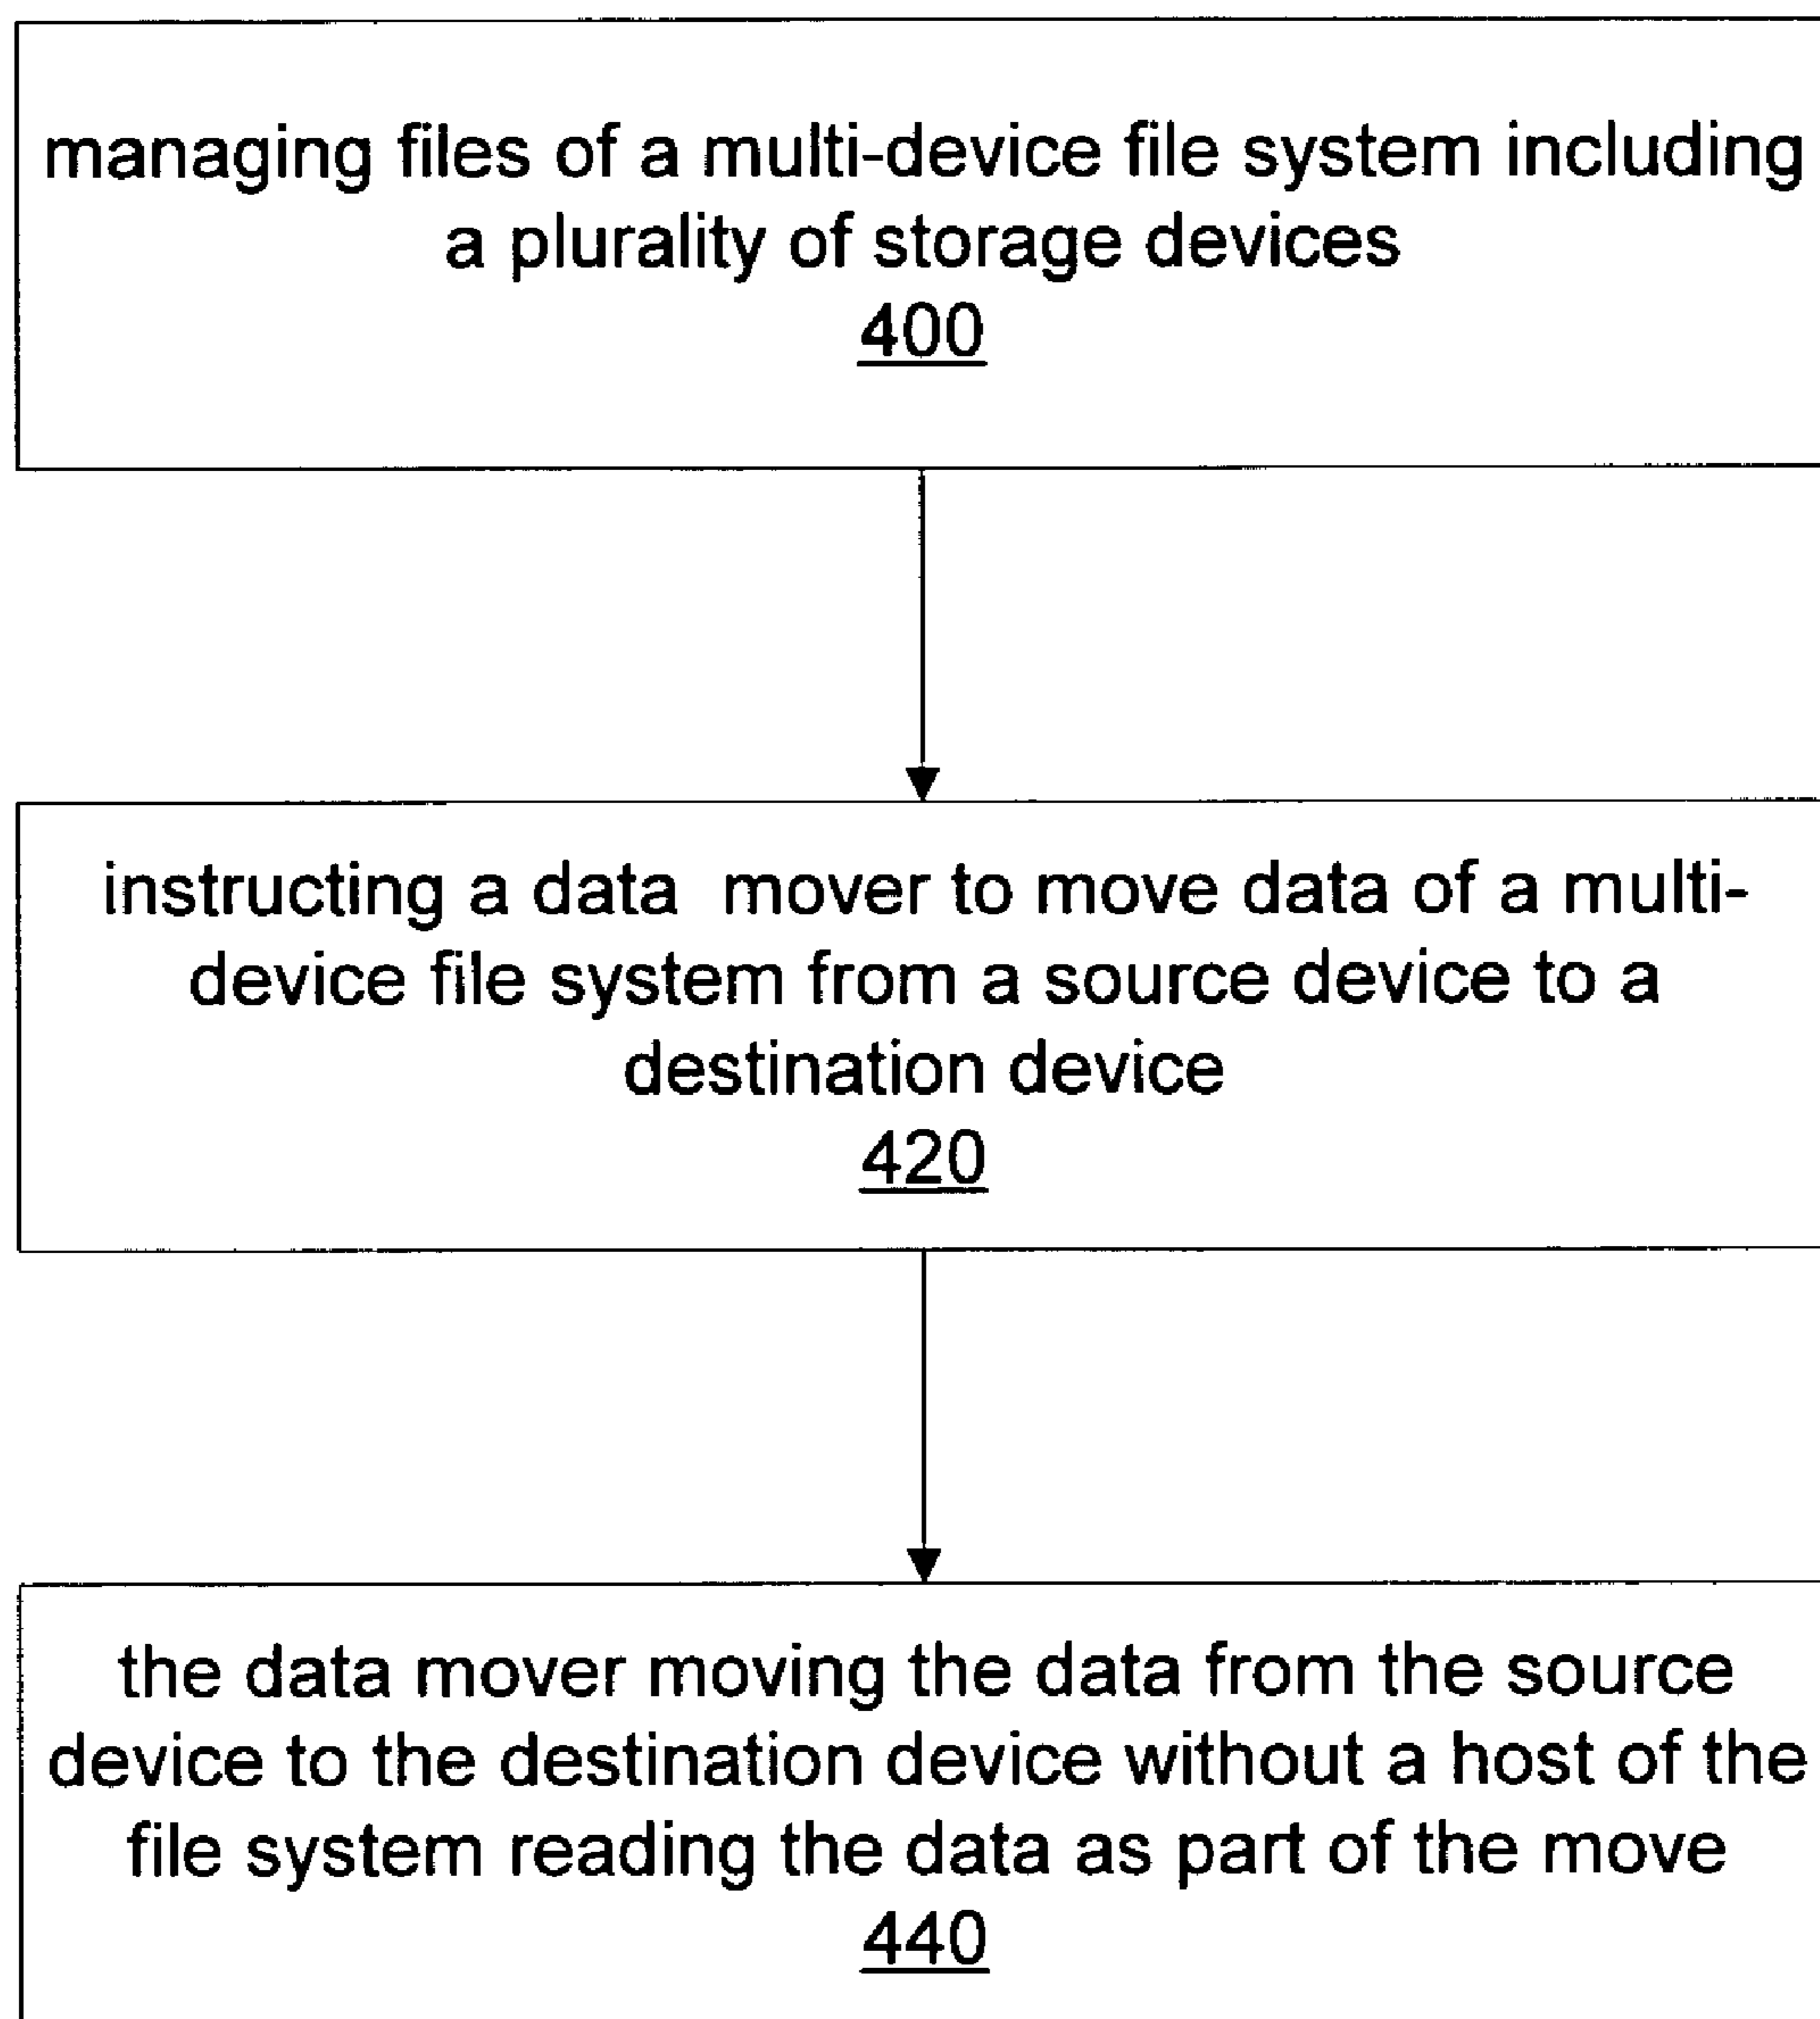 managing files of a multi-device file system including
a plurality of storage devices
400
instructing a data mover to move data of a multi-
device file system from a source device to a
destination device
420
the data mover moving the data from the source
device to the destination device without a host of the
file system reading the data as part of the move
440